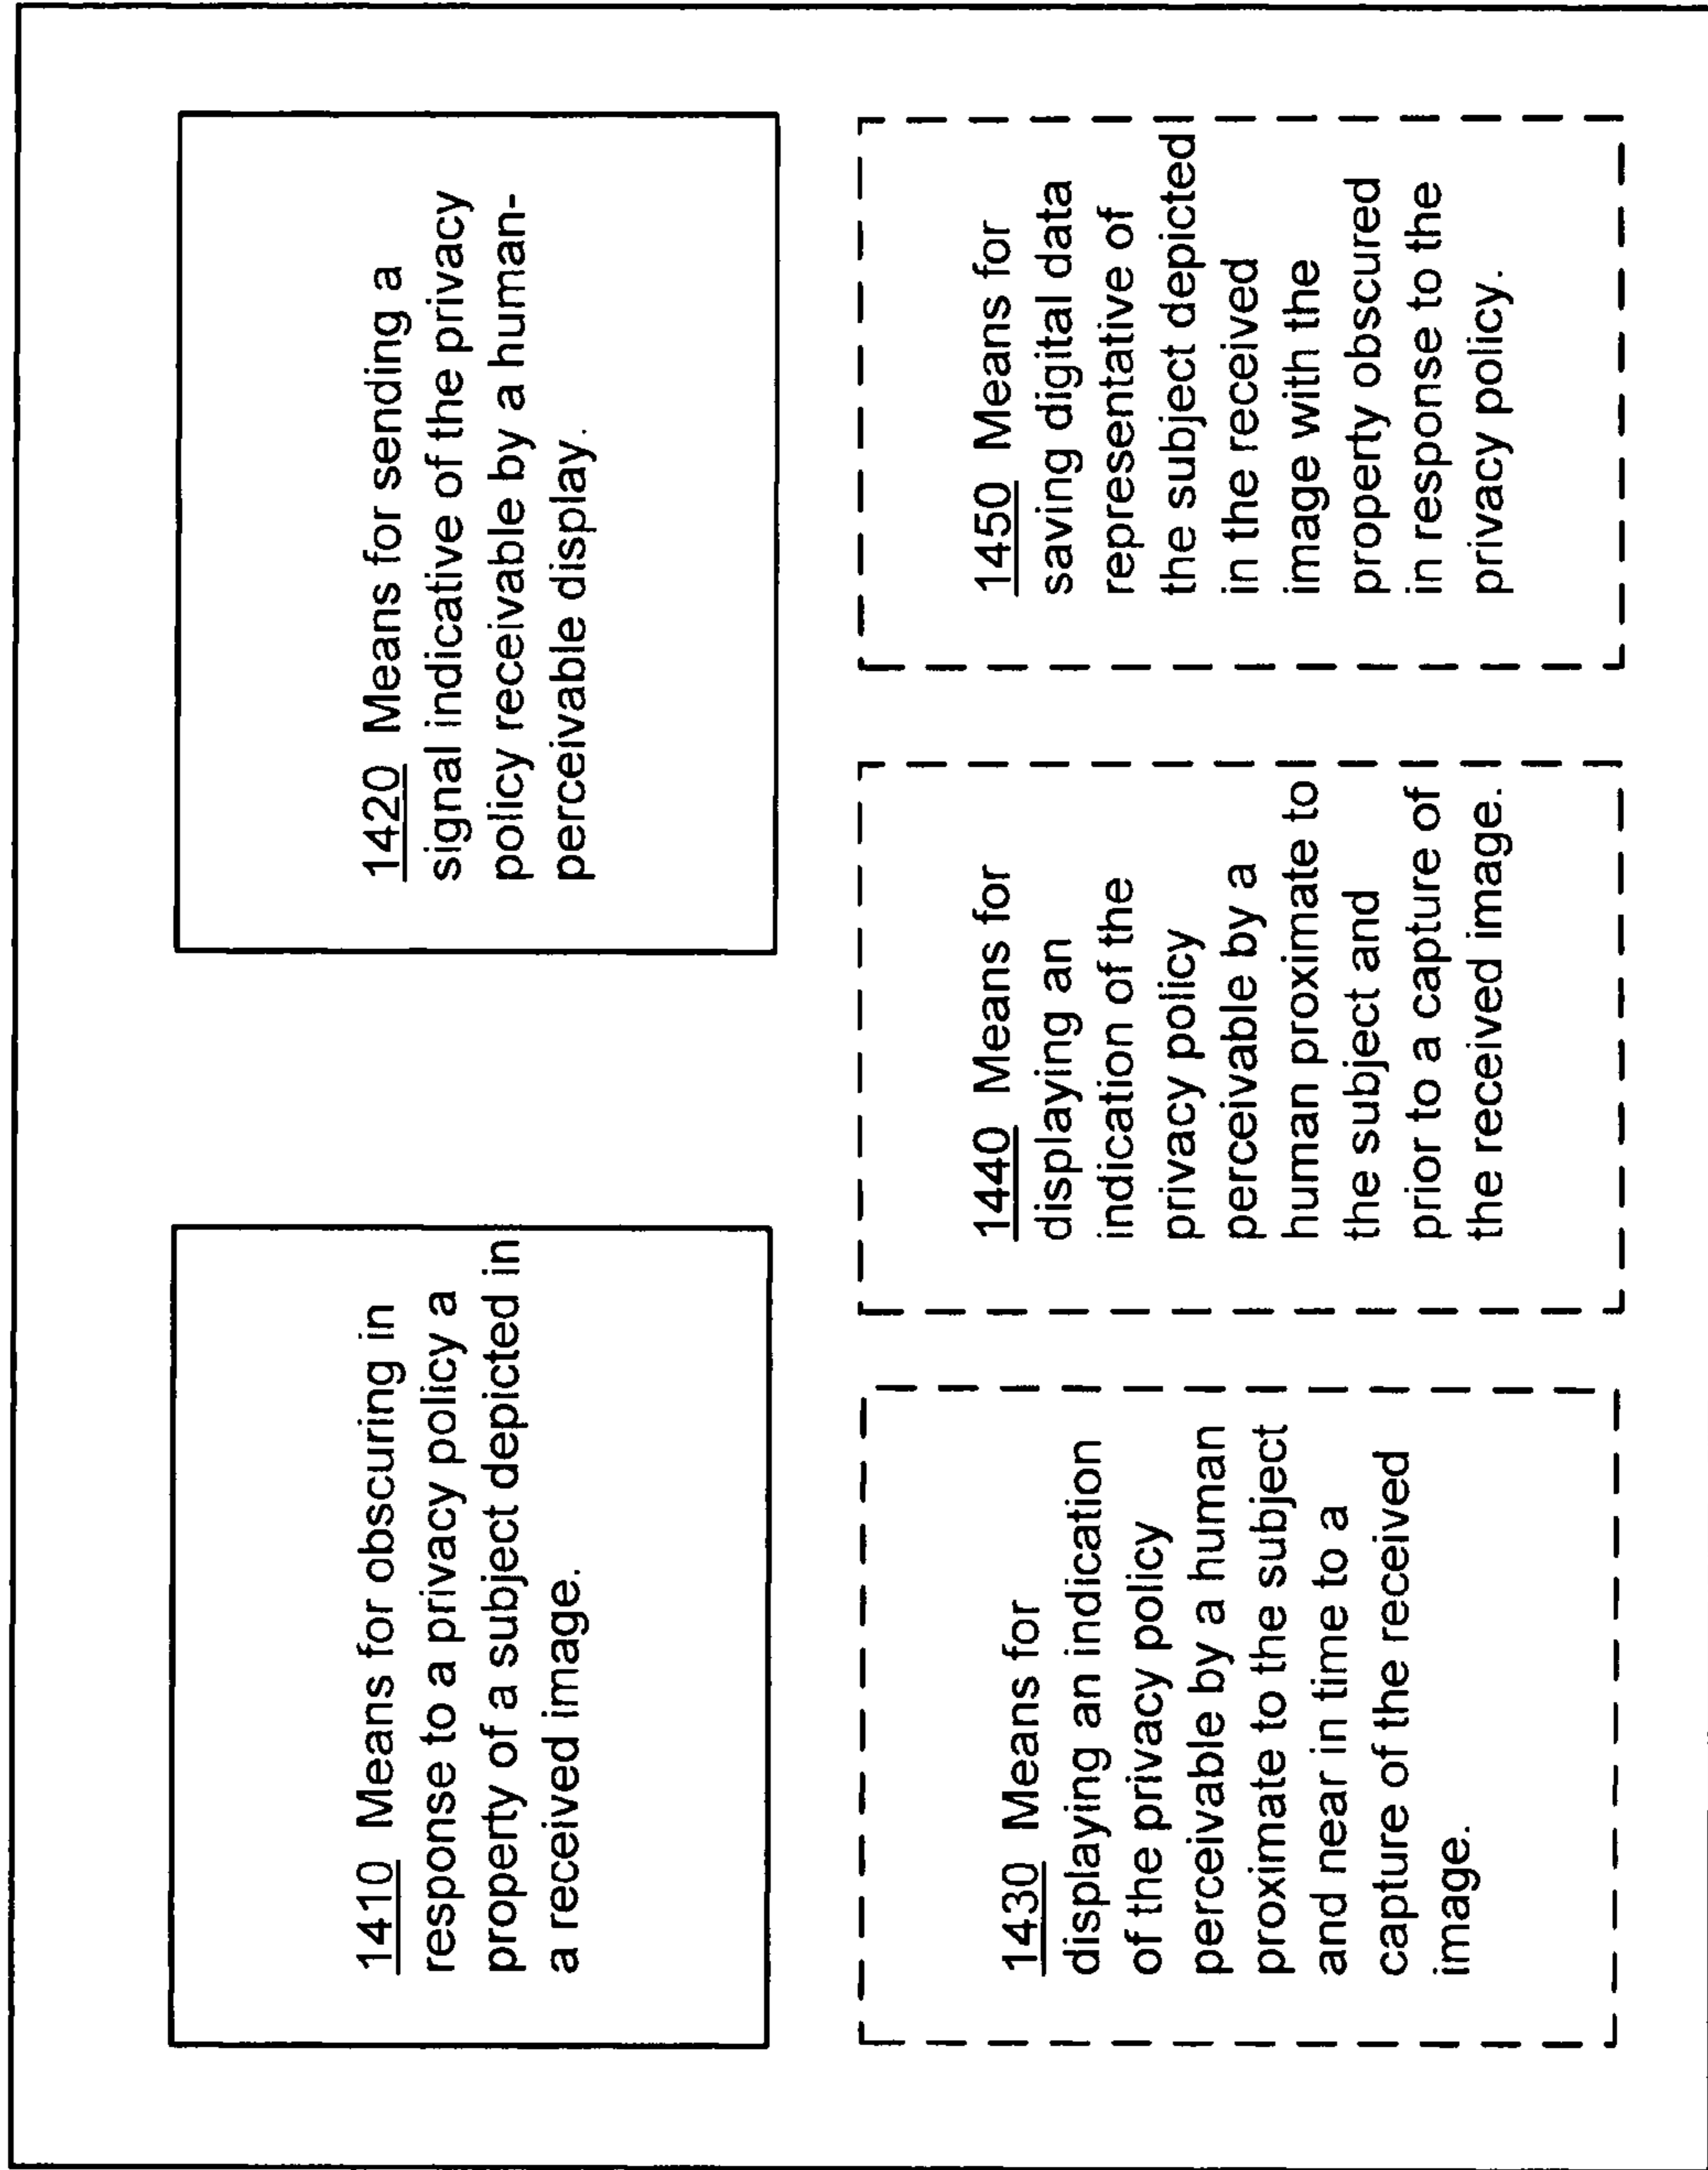 1410 Means for obscuring in
response to a privacy policy a
property of a subject depicted in
a received image.
1420 Means for sending a
signal indicative of the privacy
policy receivable by a human-
perceivable display.
1430 Means for
displaying an indication
of the privacy policy
perceivable by a human
proximate to the subject
and near in time to a
capture of the received
image.
1440 Means for
displaying an
indication of the
privacy policy
perceivable by a
human proximate to
the subject and
prior to a capture of
the received image.
1450 Means for
saving digital data
representative of
the subject depicted
in the received
image with the
property obscured
in response to the
privacy policy.